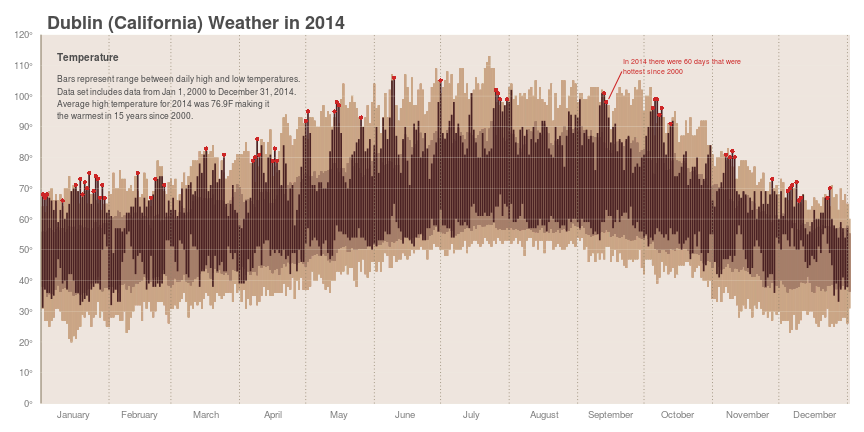 Dublin (California) Weather in 2014
120°
Temperature
In 2014 there were 60 days that were
hottest since 2000
110°
Bars represent range between daily high and low temperatures.
Data set includes data from Jan 1, 2000 to December 31, 2014.
100°
Average high temperature for 2014 was 76.9F making it
the warmest in 15 years since 2000.
90°
80°
70°
60°
50°
40°
30°
20°
10°
0°
January February March April May June July August September October November December